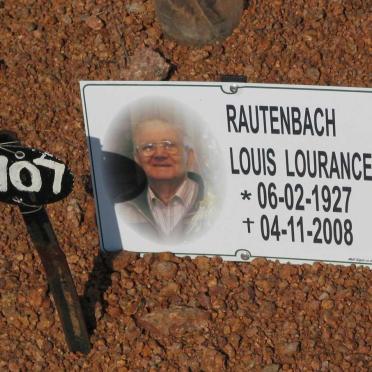 107
RAUTENBACH
LOUIS LOURANCE
* 06-02-1927
† 04-11-2008